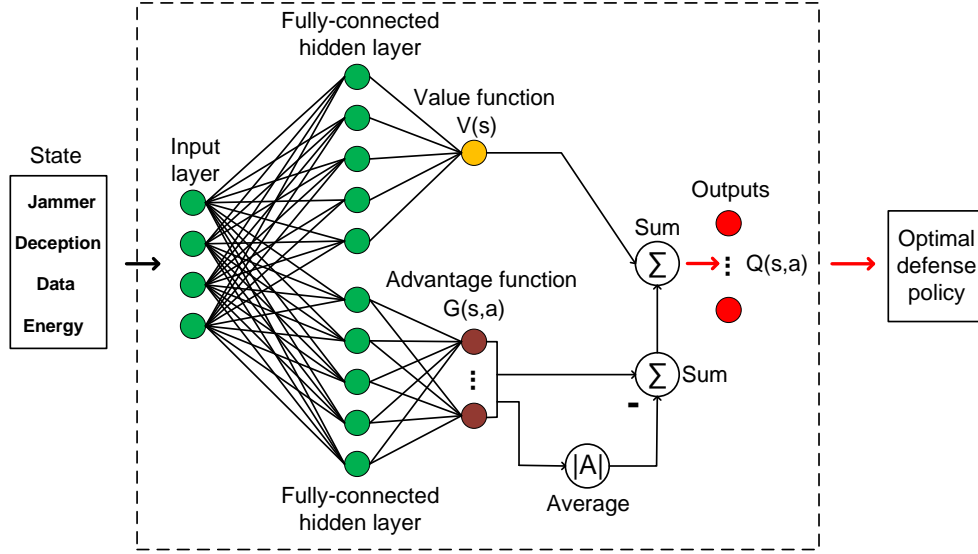 State
Jammer
Deception
Data
Energy
Input
layer
Fully-connected
hidden layer
Value function
V(s)
Advantage function
G(s,a)
...
Fully-connected
hidden layer
|A|
Average
-
Σ
Sum
Sum
Σ
Outputs
...
Q(s,a)
Optimal
defense
policy